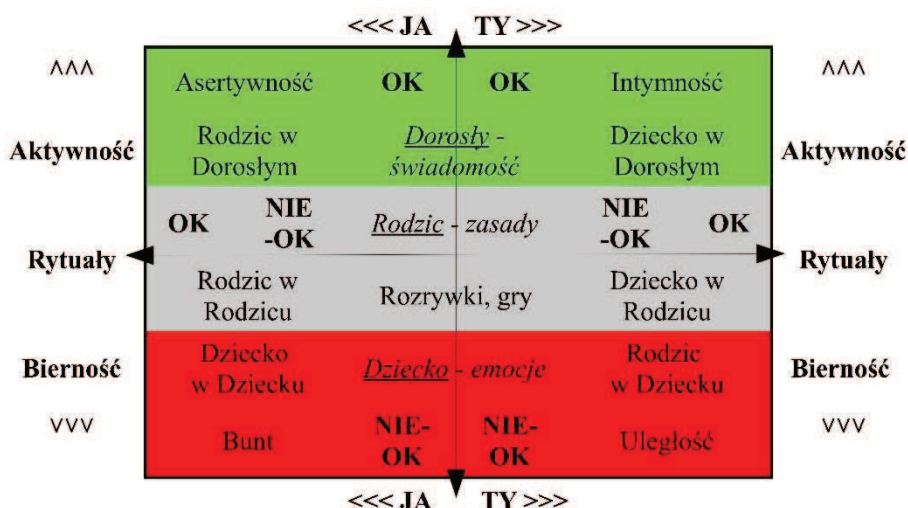 <<< JA TY >>>
^^^ Asertywność OK OK Intymność ^^^
Aktywność Rodzic w Dorosłym Dorosły - świadomość Dziecko w Dorosłym Aktywność
OK NIE -OK Rodzic - zasady NIE -OK OK
Rytuały Rytuały
Rodzic w Rodzicu Rozrywki, gry Dziecko w Rodzicu
Bierność Dziecko w Dziecku Dziecko - emocje Rodzic w Dziecku Bierność
vvv Bunt NIE-OK NIE-OK Uległość vvv
<<< JA TY >>>